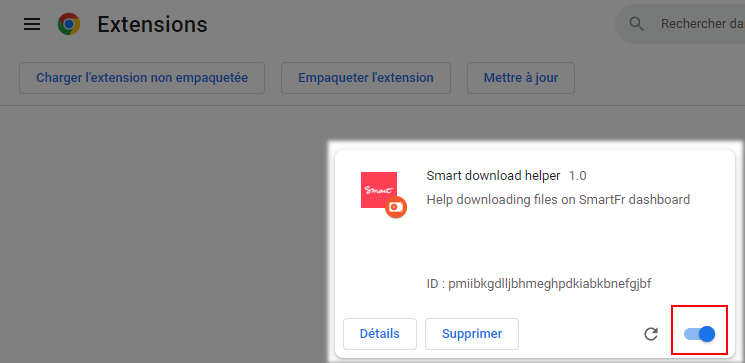 Extensions
Rechercher da
Charger l'extension non empaquetée
Empaqueter l'extension
Mettre à jour
Smart
Smart download helper 1.0
Help downloading files on SmartFr dashboard
ID : pmiibkgdlljbhmeghpdkiabkbnefgjbf
Détails
Supprimer